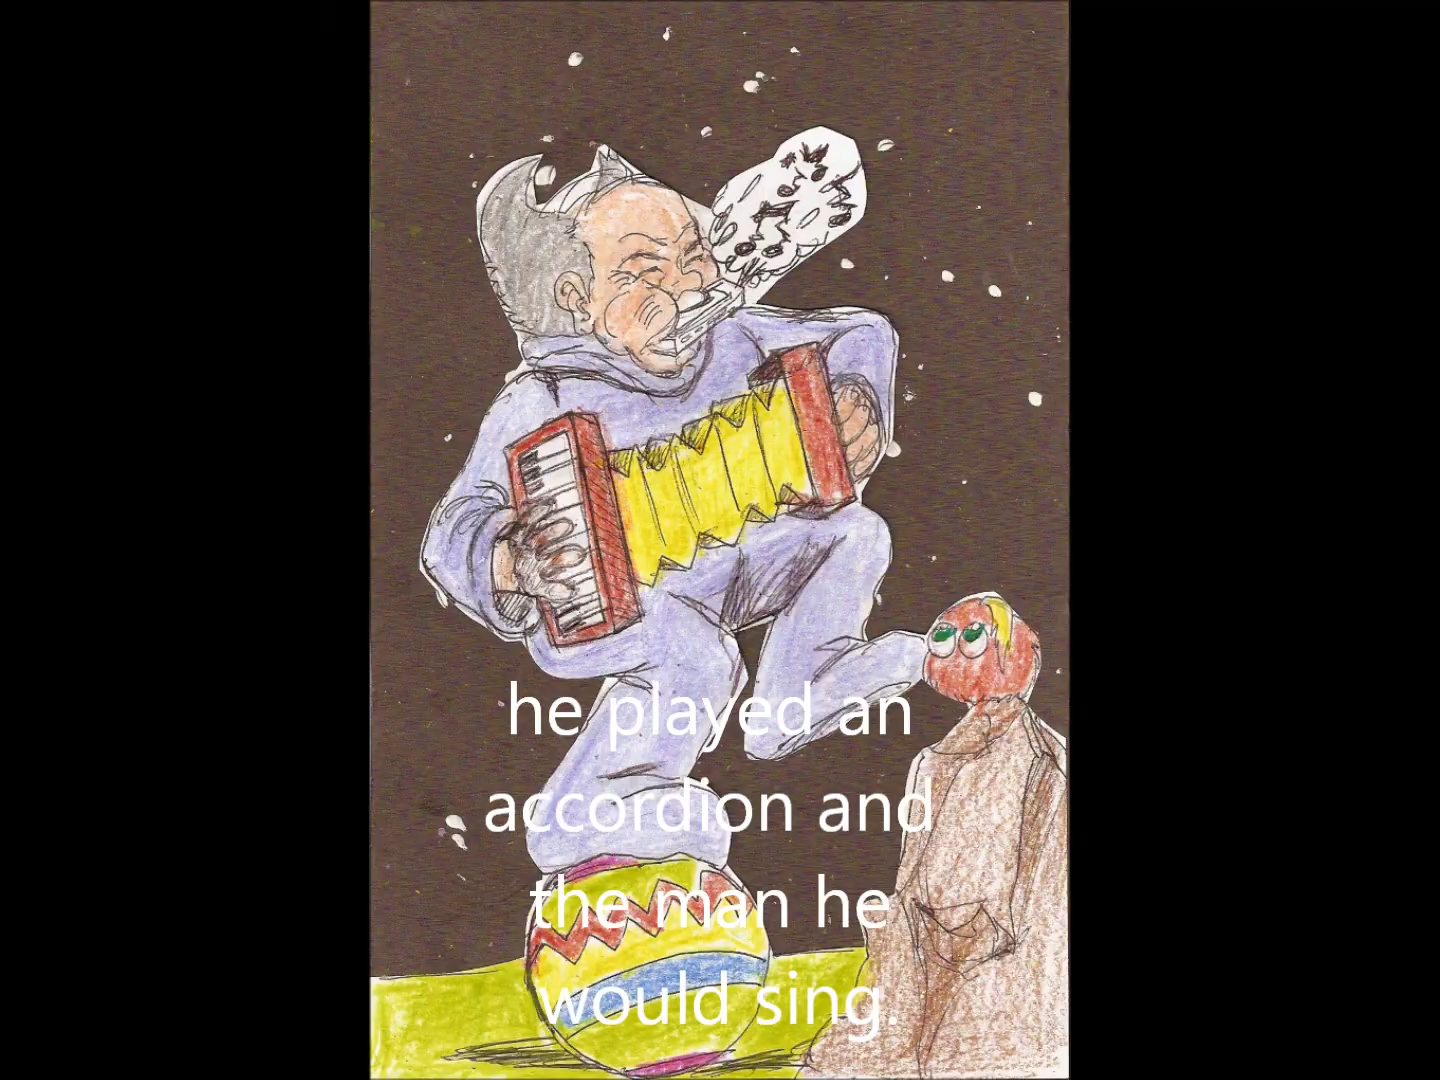 he played an
accordion and
the man he
would sing.